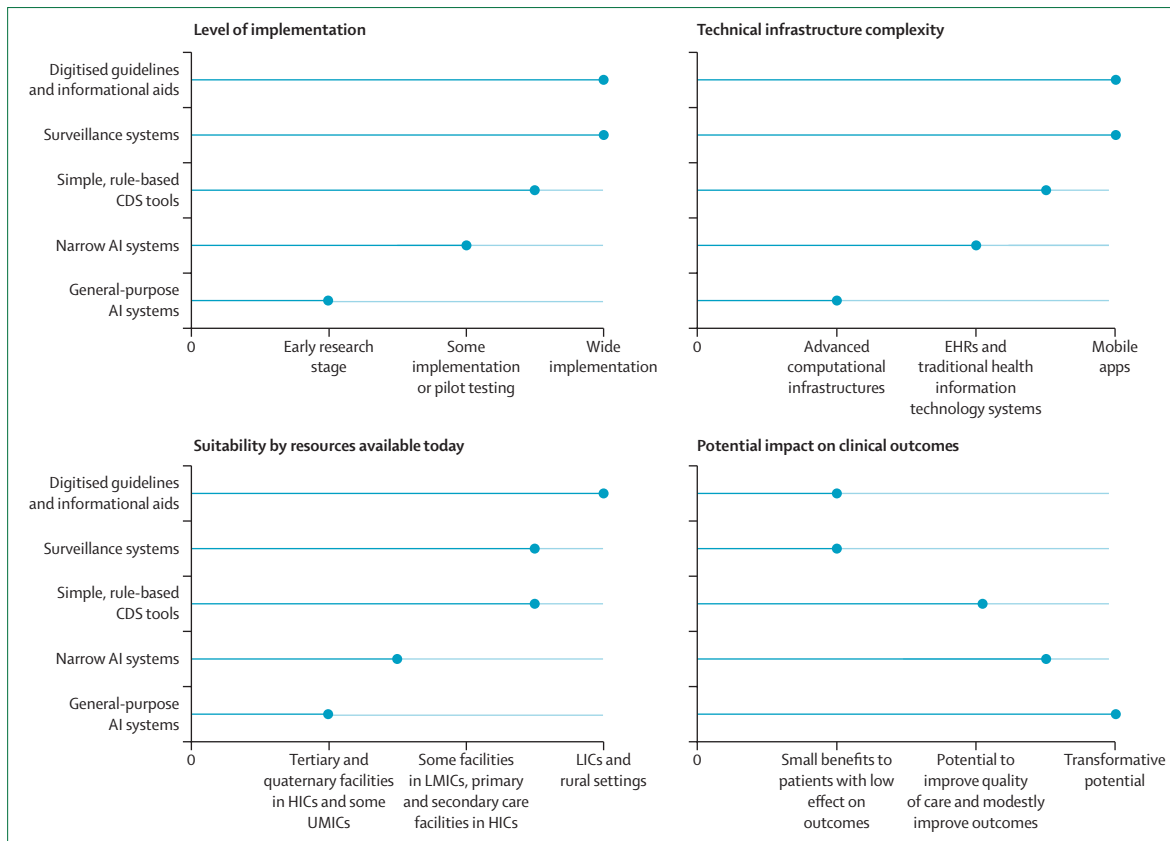 Level of implementation
Digitised guidelines
and informational aids
Surveillance systems
Simple, rule-based
CDS tools
Narrow AI systems
General-purpose
AI systems
0
Early research
stage
Some
implementation
or pilot testing
Wide
implementation
Technical infrastructure complexity
0
Advanced
computational
infrastructures
EHRs and
traditional health
information
technology systems
Mobile
apps
Suitability by resources available today
Digitised guidelines
and informational aids
Surveillance systems
Simple, rule-based
CDS tools
Narrow AI systems
General-purpose
AI systems
0
Tertiary and
quaternary facilities
in HICs and some
UMICs
Some facilities
in LMICs, primary
and secondary care
facilities in HICs
LICs and
rural settings
Potential impact on clinical outcomes
0
Small benefits to
patients with low
effect on
outcomes
Potential to
improve quality
of care and modestly
improve outcomes
Transformative
potential